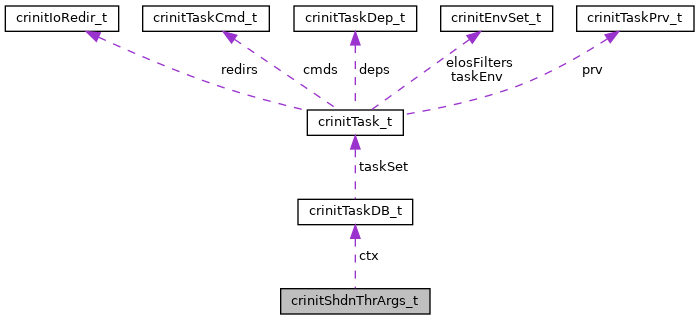 crinitIoRedir_t
crinitTaskCmd_t
crinitTaskDep_t
crinitEnvSet_t
crinitTaskPrv_t
redirs
cmds
deps
elosFilters
taskEnv
prv
crinitTask_t
taskSet
crinitTaskDB_t
ctx
crinitShdnThrArgs_t